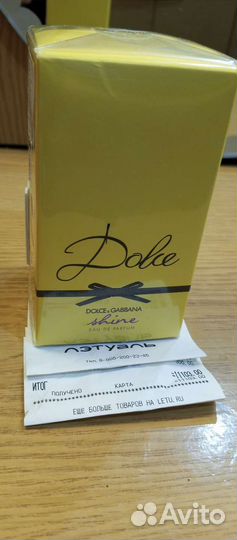 Dolce
DOLCE & GABBANA
shine
EAU DE PARFUM
ЛЭТУАЛЬ
ИТОГ
ПОЛУЧЕНО КАРТА
ЕЩЕ БОЛЬШЕ ТОВАРОВ НА LETU.RU
Avito